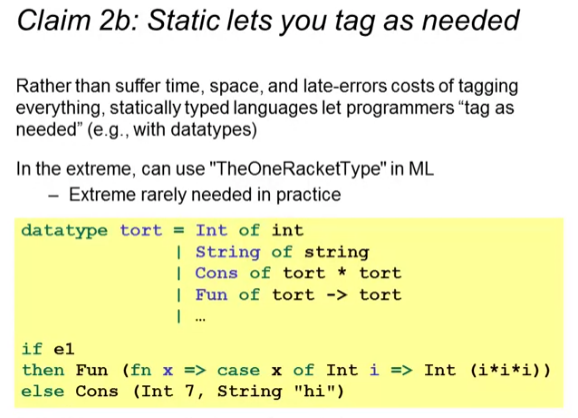 Claim 2b: Static lets you tag as needed
Rather than suffer time, space, and late-errors costs of tagging
everything, statically typed languages let programmers “tag as
needed” (e.g., with datatypes)
In the extreme, can use "TheOneRacketType" in ML
– Extreme rarely needed in practice
datatype tort = Int of int
| String of string
| Cons of tort * tort
| Fun of tort -> tort
| …
if e1
then Fun (fn x => case x of Int i => Int (i*i*i))
else Cons (Int 7, String "hi")